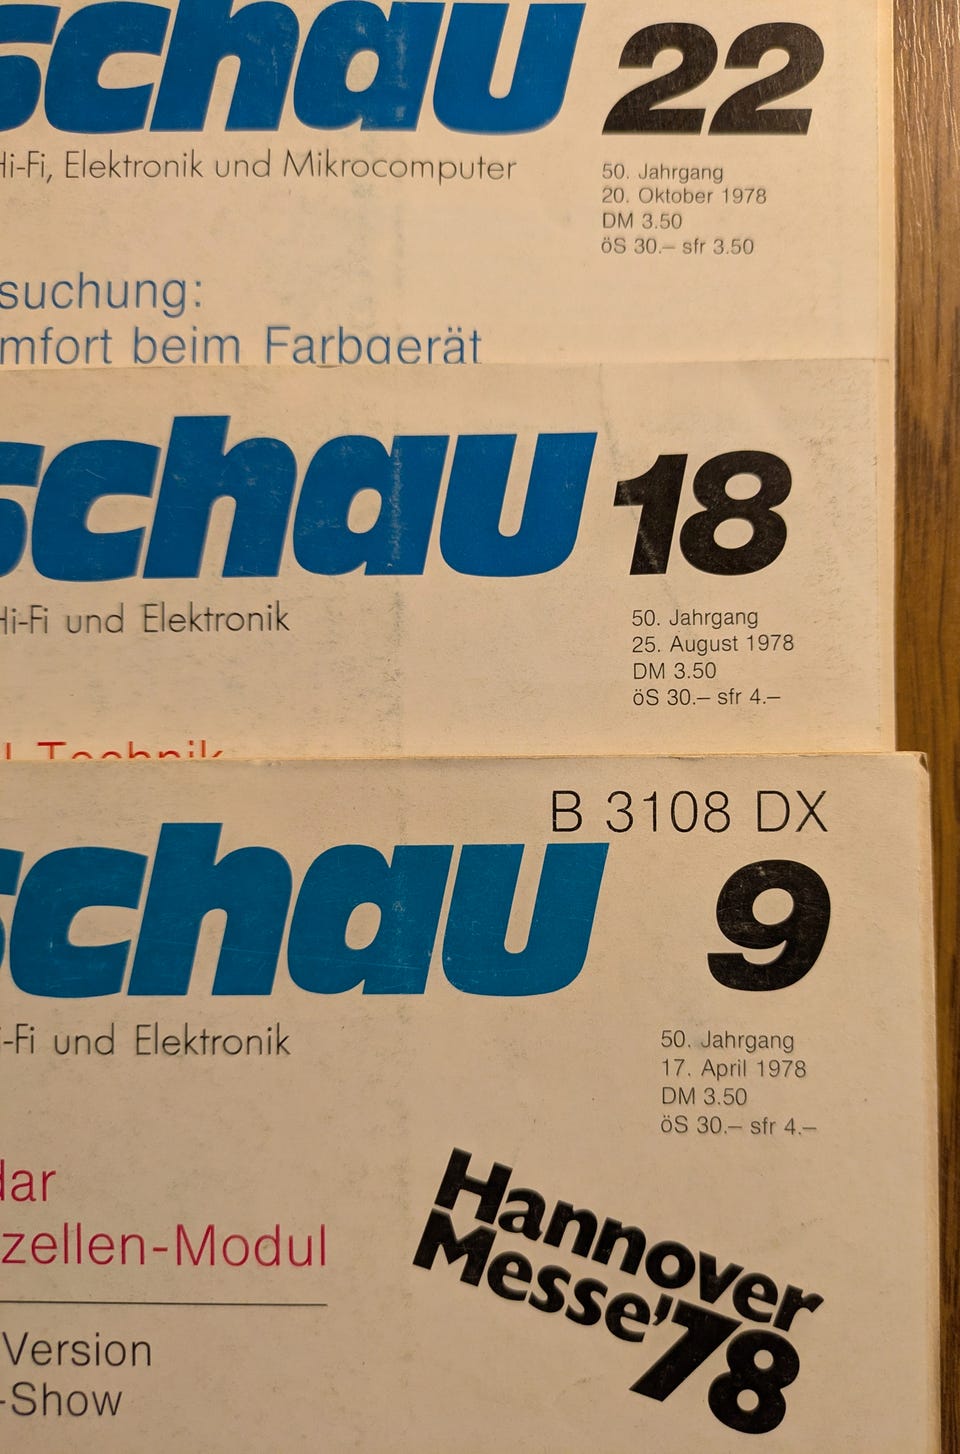 schau 22
Hi-Fi, Elektronik und Mikrocomputer
50. Jahrgang
20. Oktober 1978
DM 3.50
öS 30.– sfr 3.50
suchung:
mfort beim Farbgerät
schau 18
Hi-Fi und Elektronik
50. Jahrgang
25. August 1978
DM 3.50
öS 30.– sfr 4.–
Technik
B 3108 DX
schau 9
i-Fi und Elektronik
50. Jahrgang
17. April 1978
DM 3.50
öS 30.– sfr 4.–
dar
zellen-Modul
Hannover
Messe'78
Version
-Show